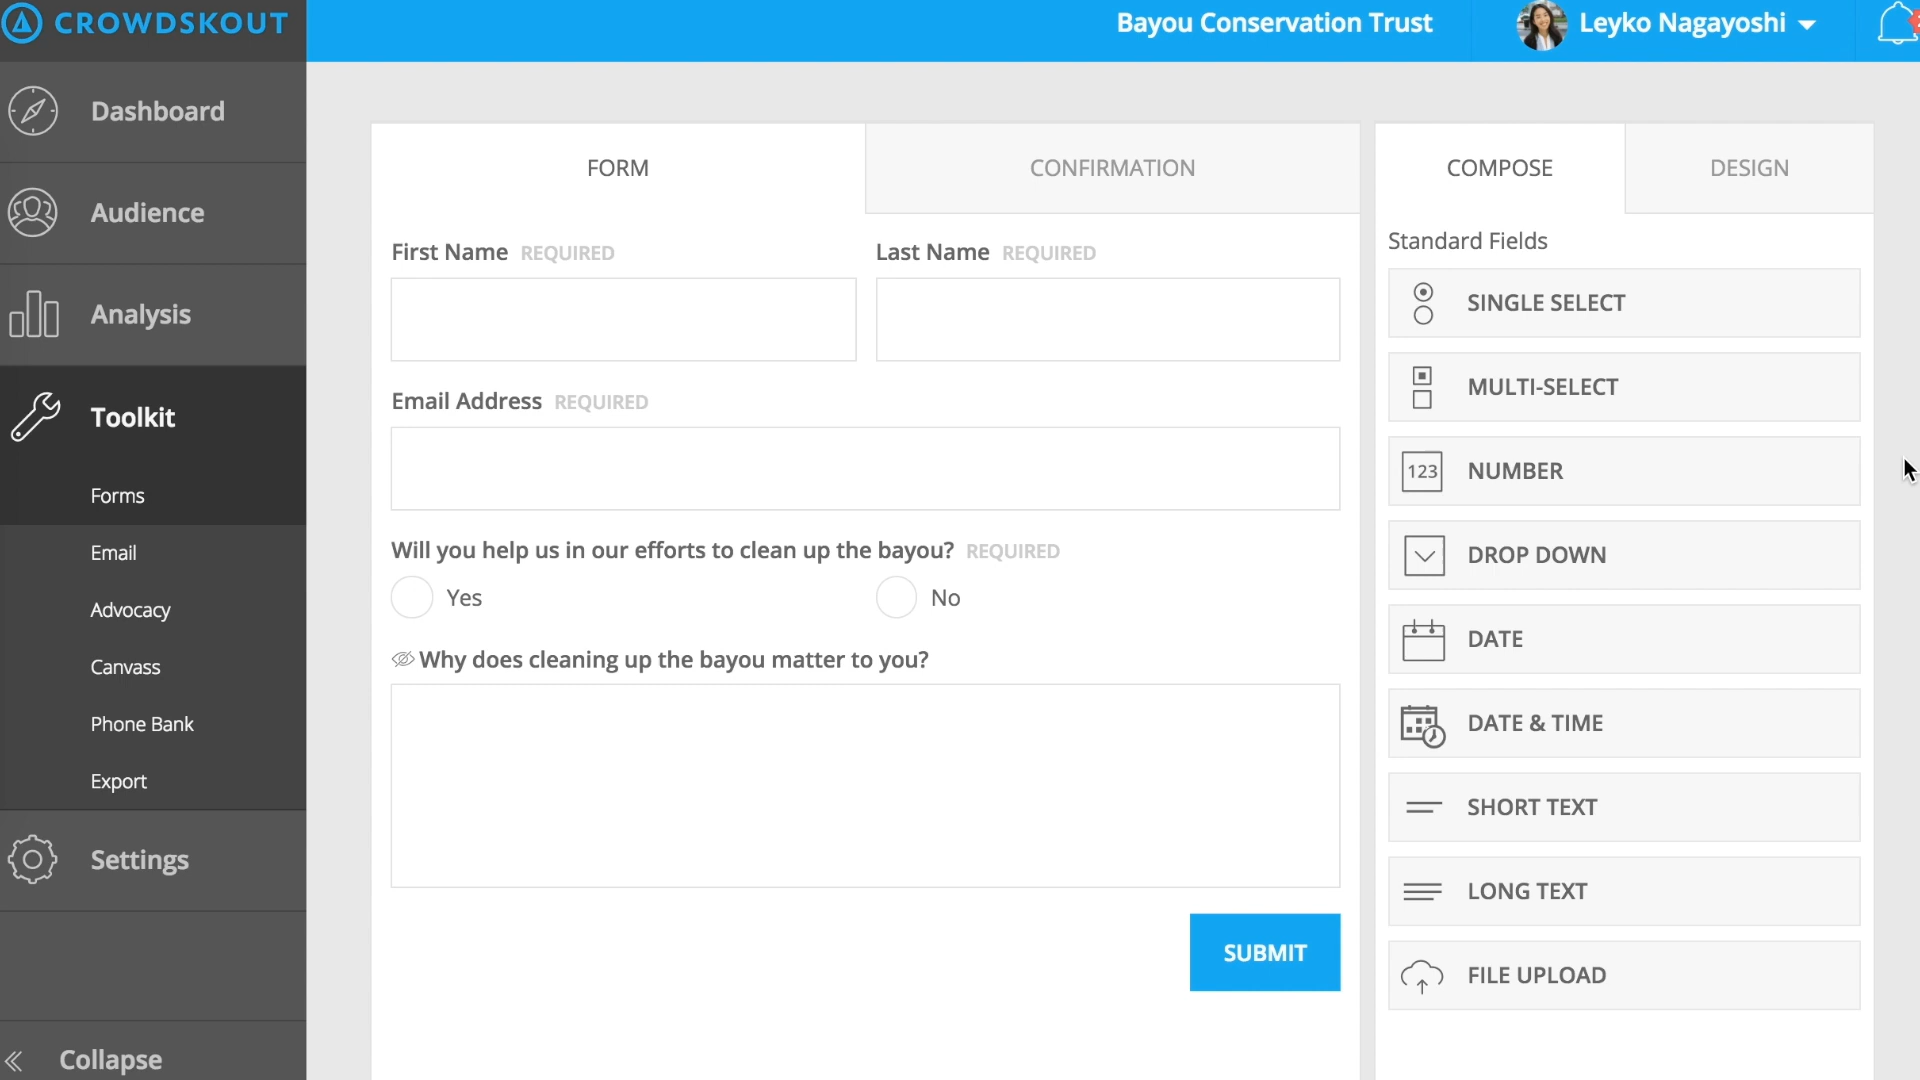 CROWDSKOUT
Bayou Conservation Trust
Leyko Nagayoshi
Dashboard
Audience
Analysis
Toolkit
Forms
Email
Advocacy
Canvass
Phone Bank
Export
Settings
Collapse
FORM
CONFIRMATION
First Name REQUIRED
Last Name REQUIRED
Email Address REQUIRED
Will you help us in our efforts to clean up the bayou? REQUIRED
Yes
No
Why does cleaning up the bayou matter to you?
SUBMIT
COMPOSE
DESIGN
Standard Fields
SINGLE SELECT
MULTI-SELECT
123 NUMBER
DROP DOWN
DATE
DATE & TIME
SHORT TEXT
LONG TEXT
FILE UPLOAD